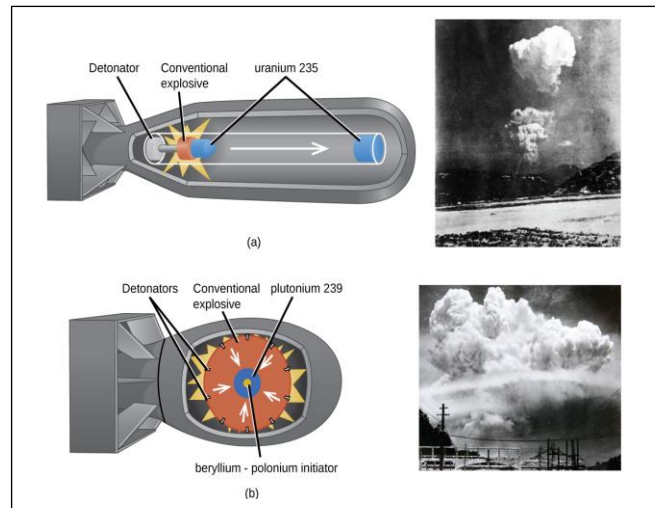 Detonator
Conventional
explosive
uranium 235
(a)
Detonators
Conventional
explosive
plutonium 239
beryllium - polonium initiator
(b)